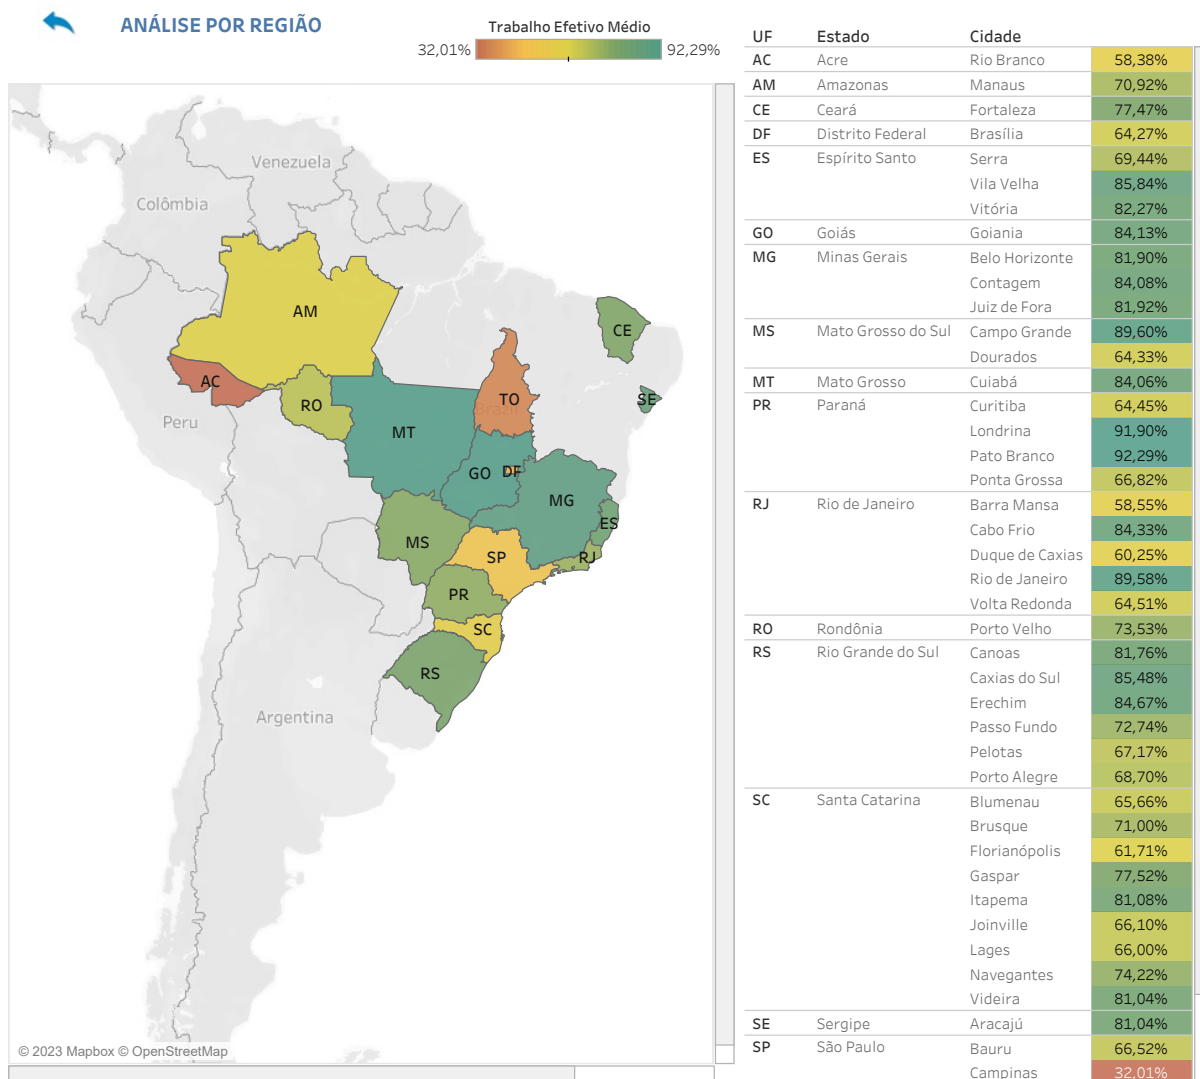 ANÁLISE POR REGIÃO
Trabalho Efetivo Médio
32,01% 92,29%
Venezuela
Colômbia
AM
CE
AC
RO
TO
Brazil
SE
Peru
MT
GO
DF
MG
ES
MS
SP
RJ
PR
SC
RS
Argentina
© 2023 Mapbox © OpenStreetMap
UF Estado Cidade
AC Acre Rio Branco 58,38%
AM Amazonas Manaus 70,92%
CE Ceará Fortaleza 77,47%
DF Distrito Federal Brasília 64,27%
ES Espírito Santo Serra 69,44%
Vila Velha 85,84%
Vitória 82,27%
GO Goiás Goiania 84,13%
MG Minas Gerais Belo Horizonte 81,90%
Contagem 84,08%
Juiz de Fora 81,92%
MS Mato Grosso do Sul Campo Grande 89,60%
Dourados 64,33%
MT Mato Grosso Cuiabá 84,06%
PR Paraná Curitiba 64,45%
Londrina 91,90%
Pato Branco 92,29%
Ponta Grossa 66,82%
RJ Rio de Janeiro Barra Mansa 58,55%
Cabo Frio 84,33%
Duque de Caxias 60,25%
Rio de Janeiro 89,58%
Volta Redonda 64,51%
RO Rondônia Porto Velho 73,53%
RS Rio Grande do Sul Canoas 81,76%
Caxias do Sul 85,48%
Erechim 84,67%
Passo Fundo 72,74%
Pelotas 67,17%
Porto Alegre 68,70%
SC Santa Catarina Blumenau 65,66%
Brusque 71,00%
Florianópolis 61,71%
Gaspar 77,52%
Itapema 81,08%
Joinville 66,10%
Lages 66,00%
Navegantes 74,22%
Videira 81,04%
SE Sergipe Aracajú 81,04%
SP São Paulo Bauru 66,52%
Campinas 32,01%